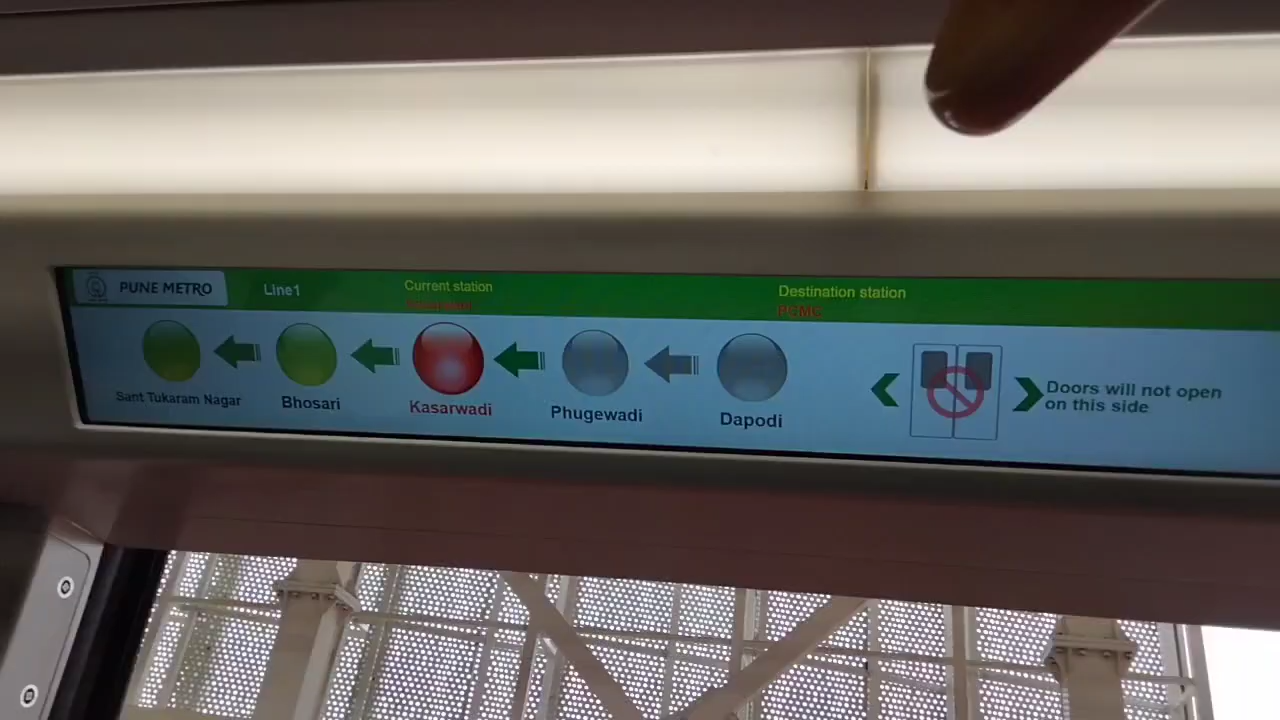 PUNE METRO
Line1
Current station
Destination station
PCMC
Sant Tukaram Nagar
Bhosari
Kasarwadi
Phugewadi
Dapodi
Doors will not open
on this side